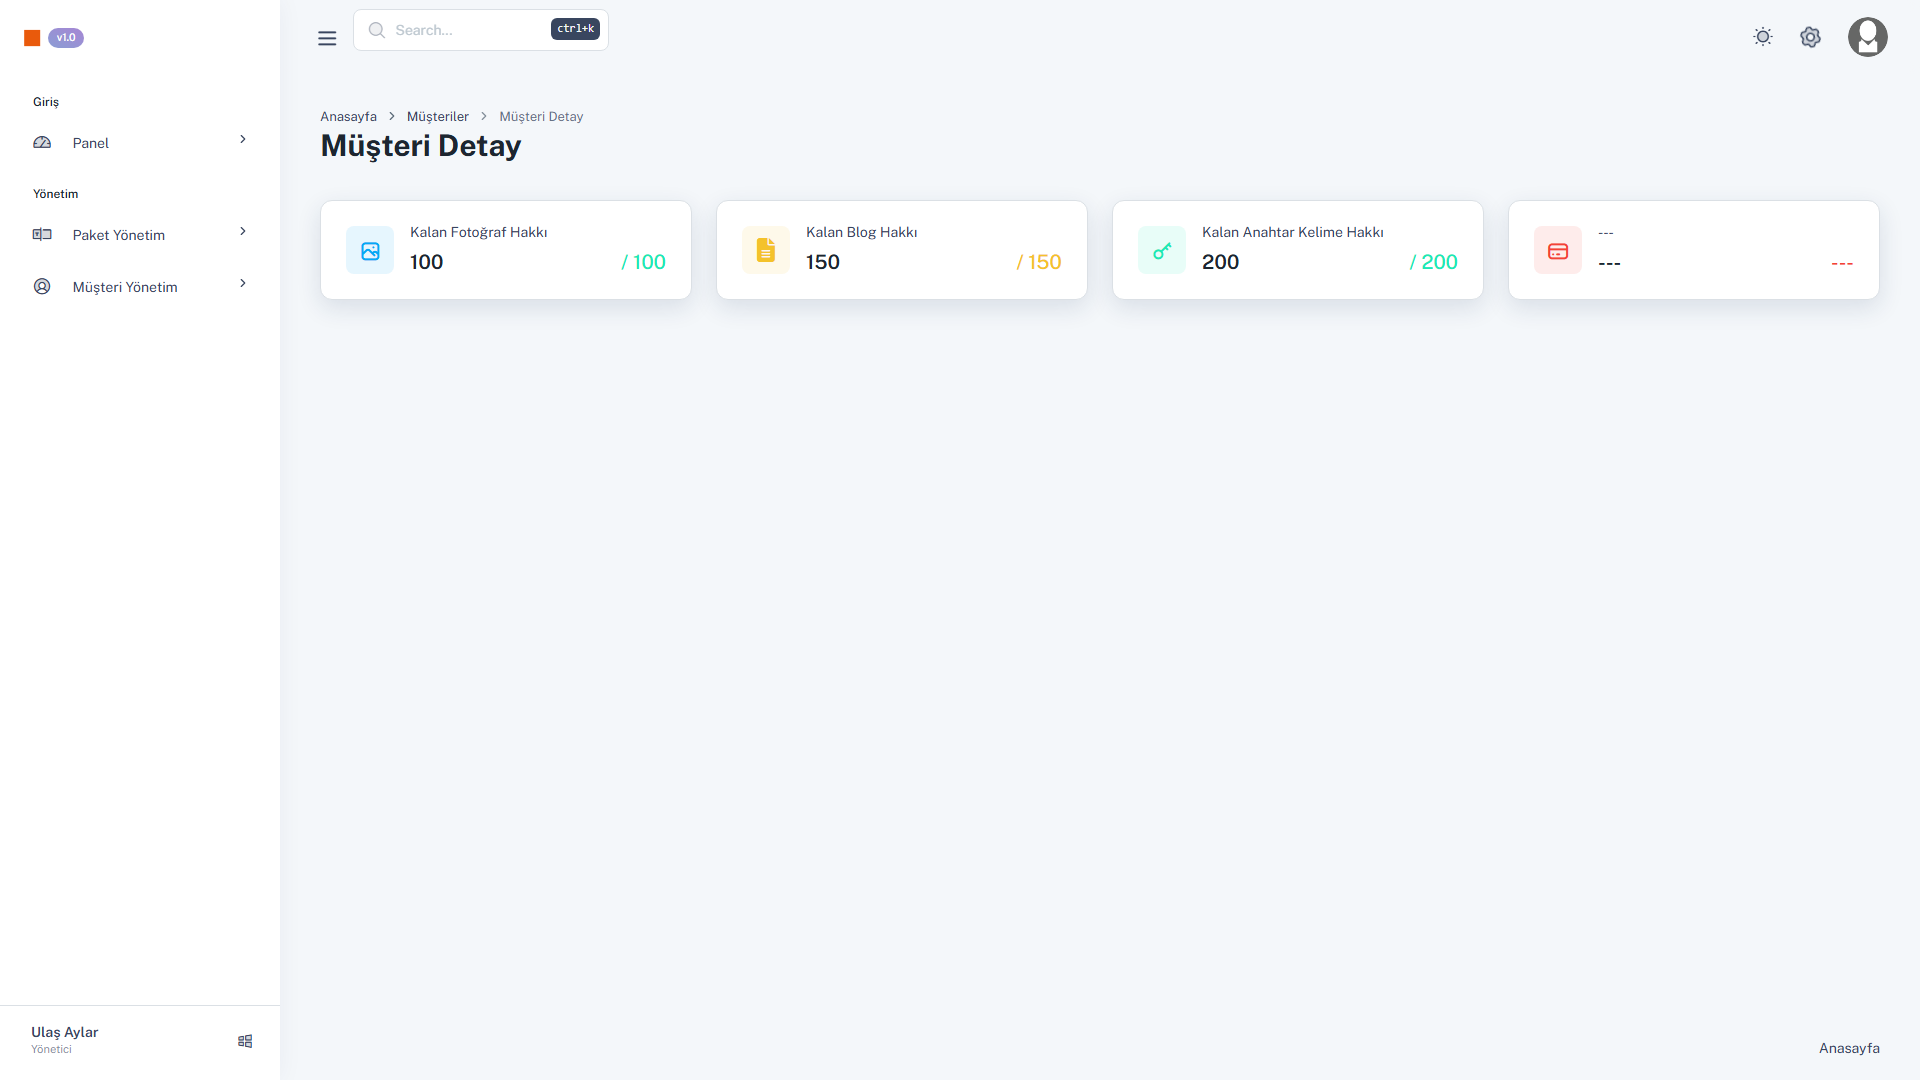 v1.0
Search...
ctrl+k
Giriş
Panel
Yönetim
Paket Yönetim
Müşteri Yönetim
Anasayfa > Müşteriler > Müşteri Detay
Müşteri Detay
Kalan Fotoğraf Hakkı
100 / 100
Kalan Blog Hakkı
150 / 150
Kalan Anahtar Kelime Hakkı
200 / 200
---
--- ---
Ulaş Aylar
Yönetici
Anasayfa